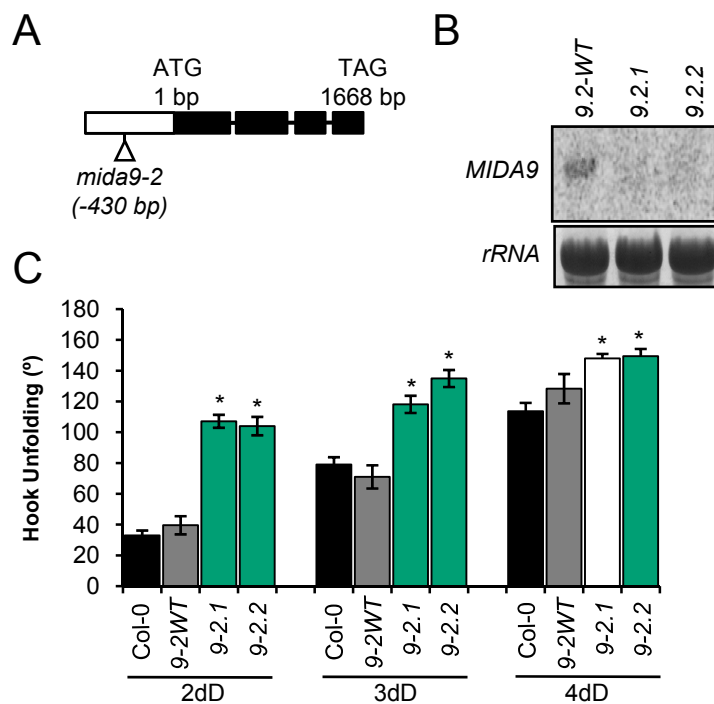 A
ATG
1 bp
TAG
1668 bp
mida9-2
(-430 bp)
B
9.2-WT
9.2.1
9.2.2
MIDA9
rRNA
C
Hook Unfolding (º)
180
160
140
120
100
80
60
40
20
0
* * * * * *
Col-0 9-2WT 9-2.1 9-2.2 Col-0 9-2WT 9-2.1 9-2.2 Col-0 9-2WT 9-2.1 9-2.2
2dD 3dD 4dD